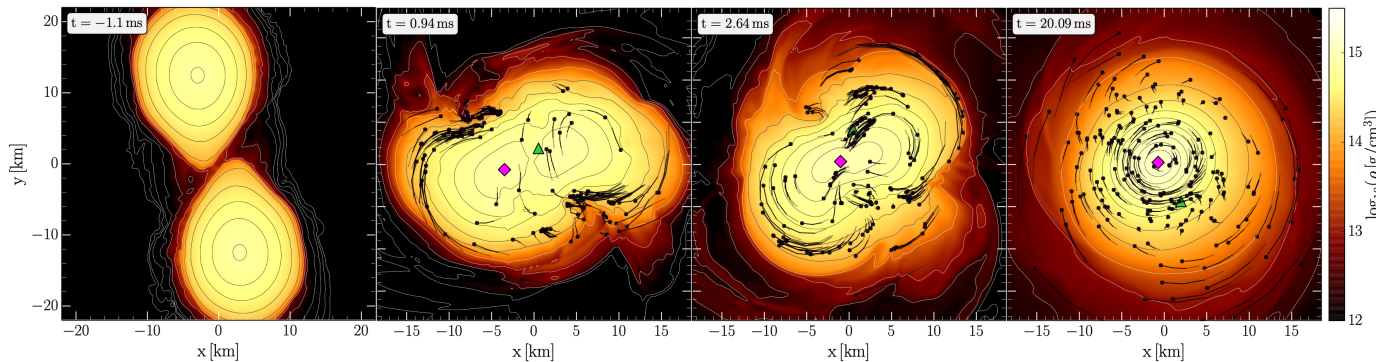 t = −1.1 ms
t = 0.94 ms
t = 2.64 ms
t = 20.09 ms
20
10
0
−10
−20
y [km]
15
14
13
12
log₁₀(ρ[g/cm³])
−20 −10 0 10 20
−15 −10 −5 0 5 10 15
−15 −10 −5 0 5 10 15
−15 −10 −5 0 5 10 15
x [km]
x [km]
x [km]
x [km]